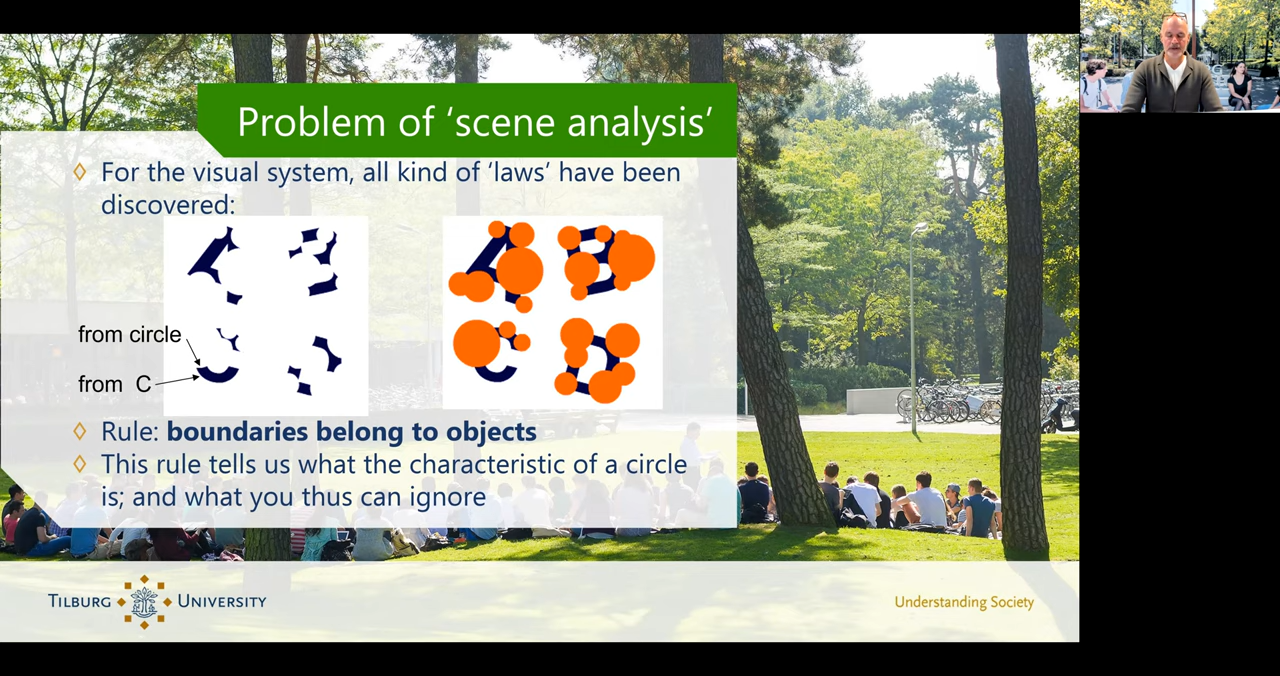 Problem of ‘scene analysis’
◊ For the visual system, all kind of ‘laws’ have been
discovered:
A B
C D
from circle
from C
◊ Rule: boundaries belong to objects
◊ This rule tells us what the characteristic of a circle
is; and what you thus can ignore
TILBURG UNIVERSITY
Understanding Society